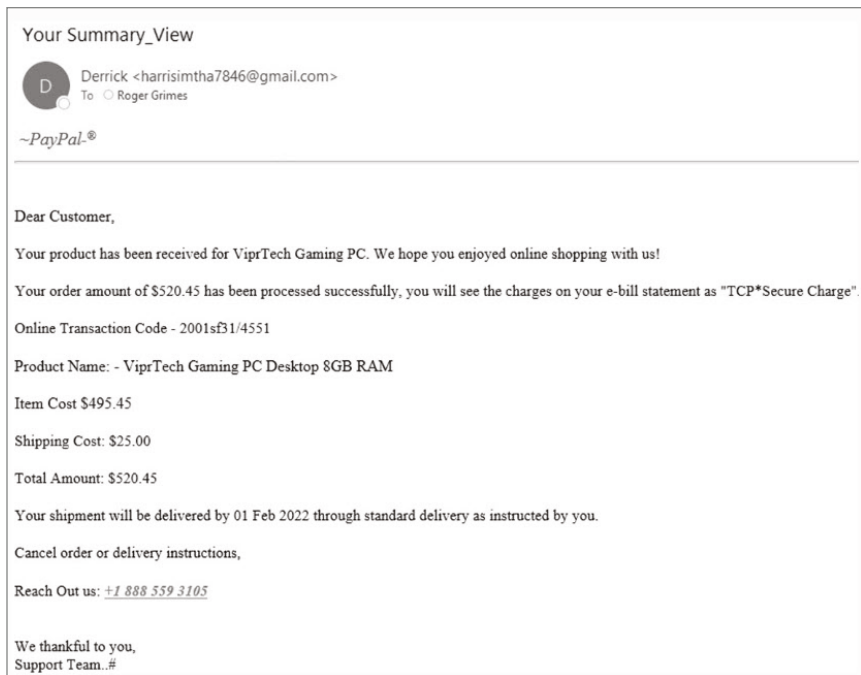 Your Summary_View
D
Derrick <harrisimtha7846@gmail.com>
To Roger Grimes
~PayPal-®
Dear Customer,
Your product has been received for ViprTech Gaming PC. We hope you enjoyed online shopping with us!
Your order amount of $520.45 has been processed successfully, you will see the charges on your e-bill statement as "TCP*Secure Charge".
Online Transaction Code - 2001sf31/4551
Product Name: - ViprTech Gaming PC Desktop 8GB RAM
Item Cost $495.45
Shipping Cost: $25.00
Total Amount: $520.45
Your shipment will be delivered by 01 Feb 2022 through standard delivery as instructed by you.
Cancel order or delivery instructions,
Reach Out us: +1 888 559 3105
We thankful to you,
Support Team..#